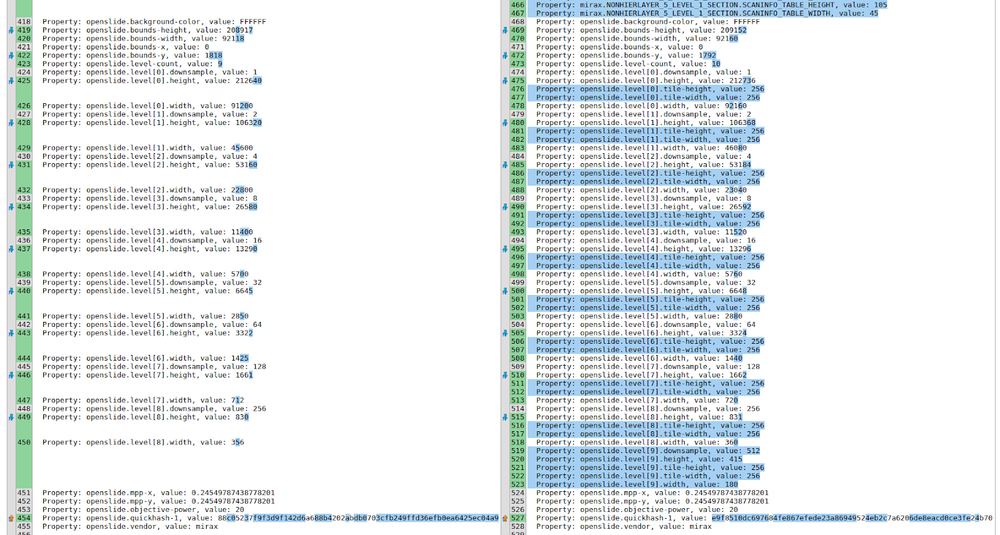 418 Property: openslide.background-color, value: FFFFFF
419 Property: openslide.bounds-height, value: 208917
420 Property: openslide.bounds-width, value: 92118
421 Property: openslide.bounds-x, value: 0
422 Property: openslide.bounds-y, value: 1818
423 Property: openslide.level-count, value: 9
424 Property: openslide.level[0].downsample, value: 1
425 Property: openslide.level[0].height, value: 212640
426 Property: openslide.level[0].width, value: 91200
427 Property: openslide.level[1].downsample, value: 2
428 Property: openslide.level[1].height, value: 106320
429 Property: openslide.level[1].width, value: 45600
430 Property: openslide.level[2].downsample, value: 4
431 Property: openslide.level[2].height, value: 53160
432 Property: openslide.level[2].width, value: 22800
433 Property: openslide.level[3].downsample, value: 8
434 Property: openslide.level[3].height, value: 26580
435 Property: openslide.level[3].width, value: 11400
436 Property: openslide.level[4].downsample, value: 16
437 Property: openslide.level[4].height, value: 13290
438 Property: openslide.level[4].width, value: 5700
439 Property: openslide.level[5].downsample, value: 32
440 Property: openslide.level[5].height, value: 6645
441 Property: openslide.level[5].width, value: 2850
442 Property: openslide.level[6].downsample, value: 64
443 Property: openslide.level[6].height, value: 3322
444 Property: openslide.level[6].width, value: 1425
445 Property: openslide.level[7].downsample, value: 128
446 Property: openslide.level[7].height, value: 1661
447 Property: openslide.level[7].width, value: 712
448 Property: openslide.level[8].downsample, value: 256
449 Property: openslide.level[8].height, value: 830
450 Property: openslide.level[8].width, value: 356
451 Property: openslide.mpp-x, value: 0.24549787438778201
452 Property: openslide.mpp-y, value: 0.24549787438778201
453 Property: openslide.objective-power, value: 20
454 Property: openslide.quickhash-1, value: 88c05237f9f3d9f142d6a688b4202abdb0703cfb249ffd36efb0ea6425ec04a9
455 Property: openslide.vendor, value: mirax
466 Property: mirax.NONHIERLAYER_5_LEVEL_1_SECTION.SCANINFO_TABLE_HEIGHT, value: 105
467 Property: mirax.NONHIERLAYER_5_LEVEL_1_SECTION.SCANINFO_TABLE_WIDTH, value: 45
468 Property: openslide.background-color, value: FFFFFF
469 Property: openslide.bounds-height, value: 209152
470 Property: openslide.bounds-width, value: 92160
471 Property: openslide.bounds-x, value: 0
472 Property: openslide.bounds-y, value: 1792
473 Property: openslide.level-count, value: 10
474 Property: openslide.level[0].downsample, value: 1
475 Property: openslide.level[0].height, value: 212736
476 Property: openslide.level[0].tile-height, value: 256
477 Property: openslide.level[0].tile-width, value: 256
478 Property: openslide.level[0].width, value: 92160
479 Property: openslide.level[1].downsample, value: 2
480 Property: openslide.level[1].height, value: 106368
481 Property: openslide.level[1].tile-height, value: 256
482 Property: openslide.level[1].tile-width, value: 256
483 Property: openslide.level[1].width, value: 46080
484 Property: openslide.level[2].downsample, value: 4
485 Property: openslide.level[2].height, value: 53184
486 Property: openslide.level[2].tile-height, value: 256
487 Property: openslide.level[2].tile-width, value: 256
488 Property: openslide.level[2].width, value: 23040
489 Property: openslide.level[3].downsample, value: 8
490 Property: openslide.level[3].height, value: 26592
491 Property: openslide.level[3].tile-height, value: 256
492 Property: openslide.level[3].tile-width, value: 256
493 Property: openslide.level[3].width, value: 11520
494 Property: openslide.level[4].downsample, value: 16
495 Property: openslide.level[4].height, value: 13296
496 Property: openslide.level[4].tile-height, value: 256
497 Property: openslide.level[4].tile-width, value: 256
498 Property: openslide.level[4].width, value: 5760
499 Property: openslide.level[5].downsample, value: 32
500 Property: openslide.level[5].height, value: 6648
501 Property: openslide.level[5].tile-height, value: 256
502 Property: openslide.level[5].tile-width, value: 256
503 Property: openslide.level[5].width, value: 2880
504 Property: openslide.level[6].downsample, value: 64
505 Property: openslide.level[6].height, value: 3324
506 Property: openslide.level[6].tile-height, value: 256
507 Property: openslide.level[6].tile-width, value: 256
508 Property: openslide.level[6].width, value: 1440
509 Property: openslide.level[7].downsample, value: 128
510 Property: openslide.level[7].height, value: 1662
511 Property: openslide.level[7].tile-height, value: 256
512 Property: openslide.level[7].tile-width, value: 256
513 Property: openslide.level[7].width, value: 720
514 Property: openslide.level[8].downsample, value: 256
515 Property: openslide.level[8].height, value: 831
516 Property: openslide.level[8].tile-height, value: 256
517 Property: openslide.level[8].tile-width, value: 256
518 Property: openslide.level[8].width, value: 360
519 Property: openslide.level[9].downsample, value: 512
520 Property: openslide.level[9].height, value: 415
521 Property: openslide.level[9].tile-height, value: 256
522 Property: openslide.level[9].tile-width, value: 256
523 Property: openslide.level[9].width, value: 180
524 Property: openslide.mpp-x, value: 0.24549787438778201
525 Property: openslide.mpp-y, value: 0.24549787438778201
526 Property: openslide.objective-power, value: 20
527 Property: openslide.quickhash-1, value: e9f8510dc697684fe867efede23a86949524eb2c7a6206de8eacd0ce3fe24b70
528 Property: openslide.vendor, value: mirax